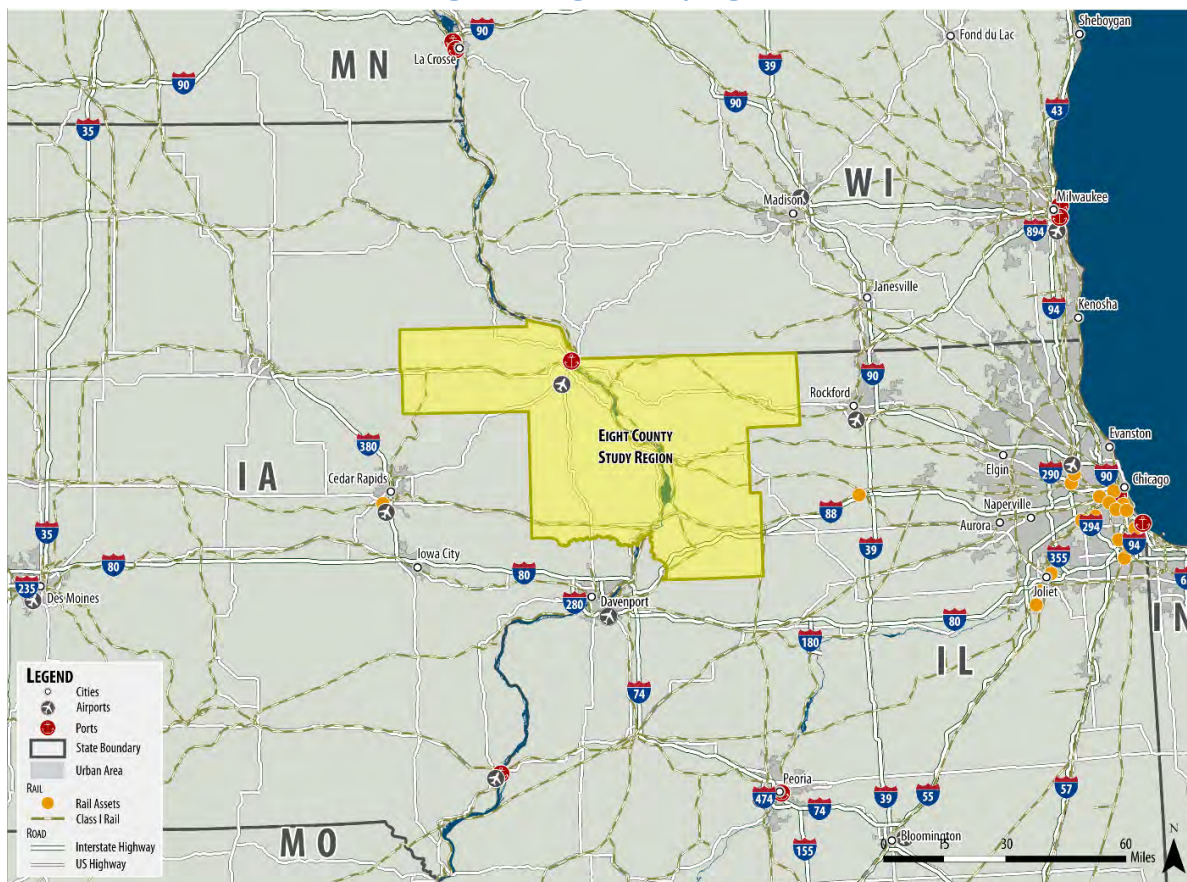 Sheboygan
90
Fond du Lac
La Crosse
MN
39
90
90
43
35
WI
Madison
Milwaukee
894
Janesville
94
Kenosha
90
Rockford
EIGHT COUNTY
STUDY REGION
380
Evanston
Elgin
290
90
Chicago
IA
Cedar Rapids
Naperville
88
Aurora
294
35
39
94
Iowa City
355
80
80
235
Des Moines
280
Davenport
Joliet
80
IN
180
IL
LEGEND
Cities
Airports
Ports
State Boundary
Urban Area
RAIL
Rail Assets
Class I Rail
ROAD
Interstate Highway
US Highway
74
Peoria
474
74
39
55
57
MO
155
Bloomington
N
0 15 30 60
Miles